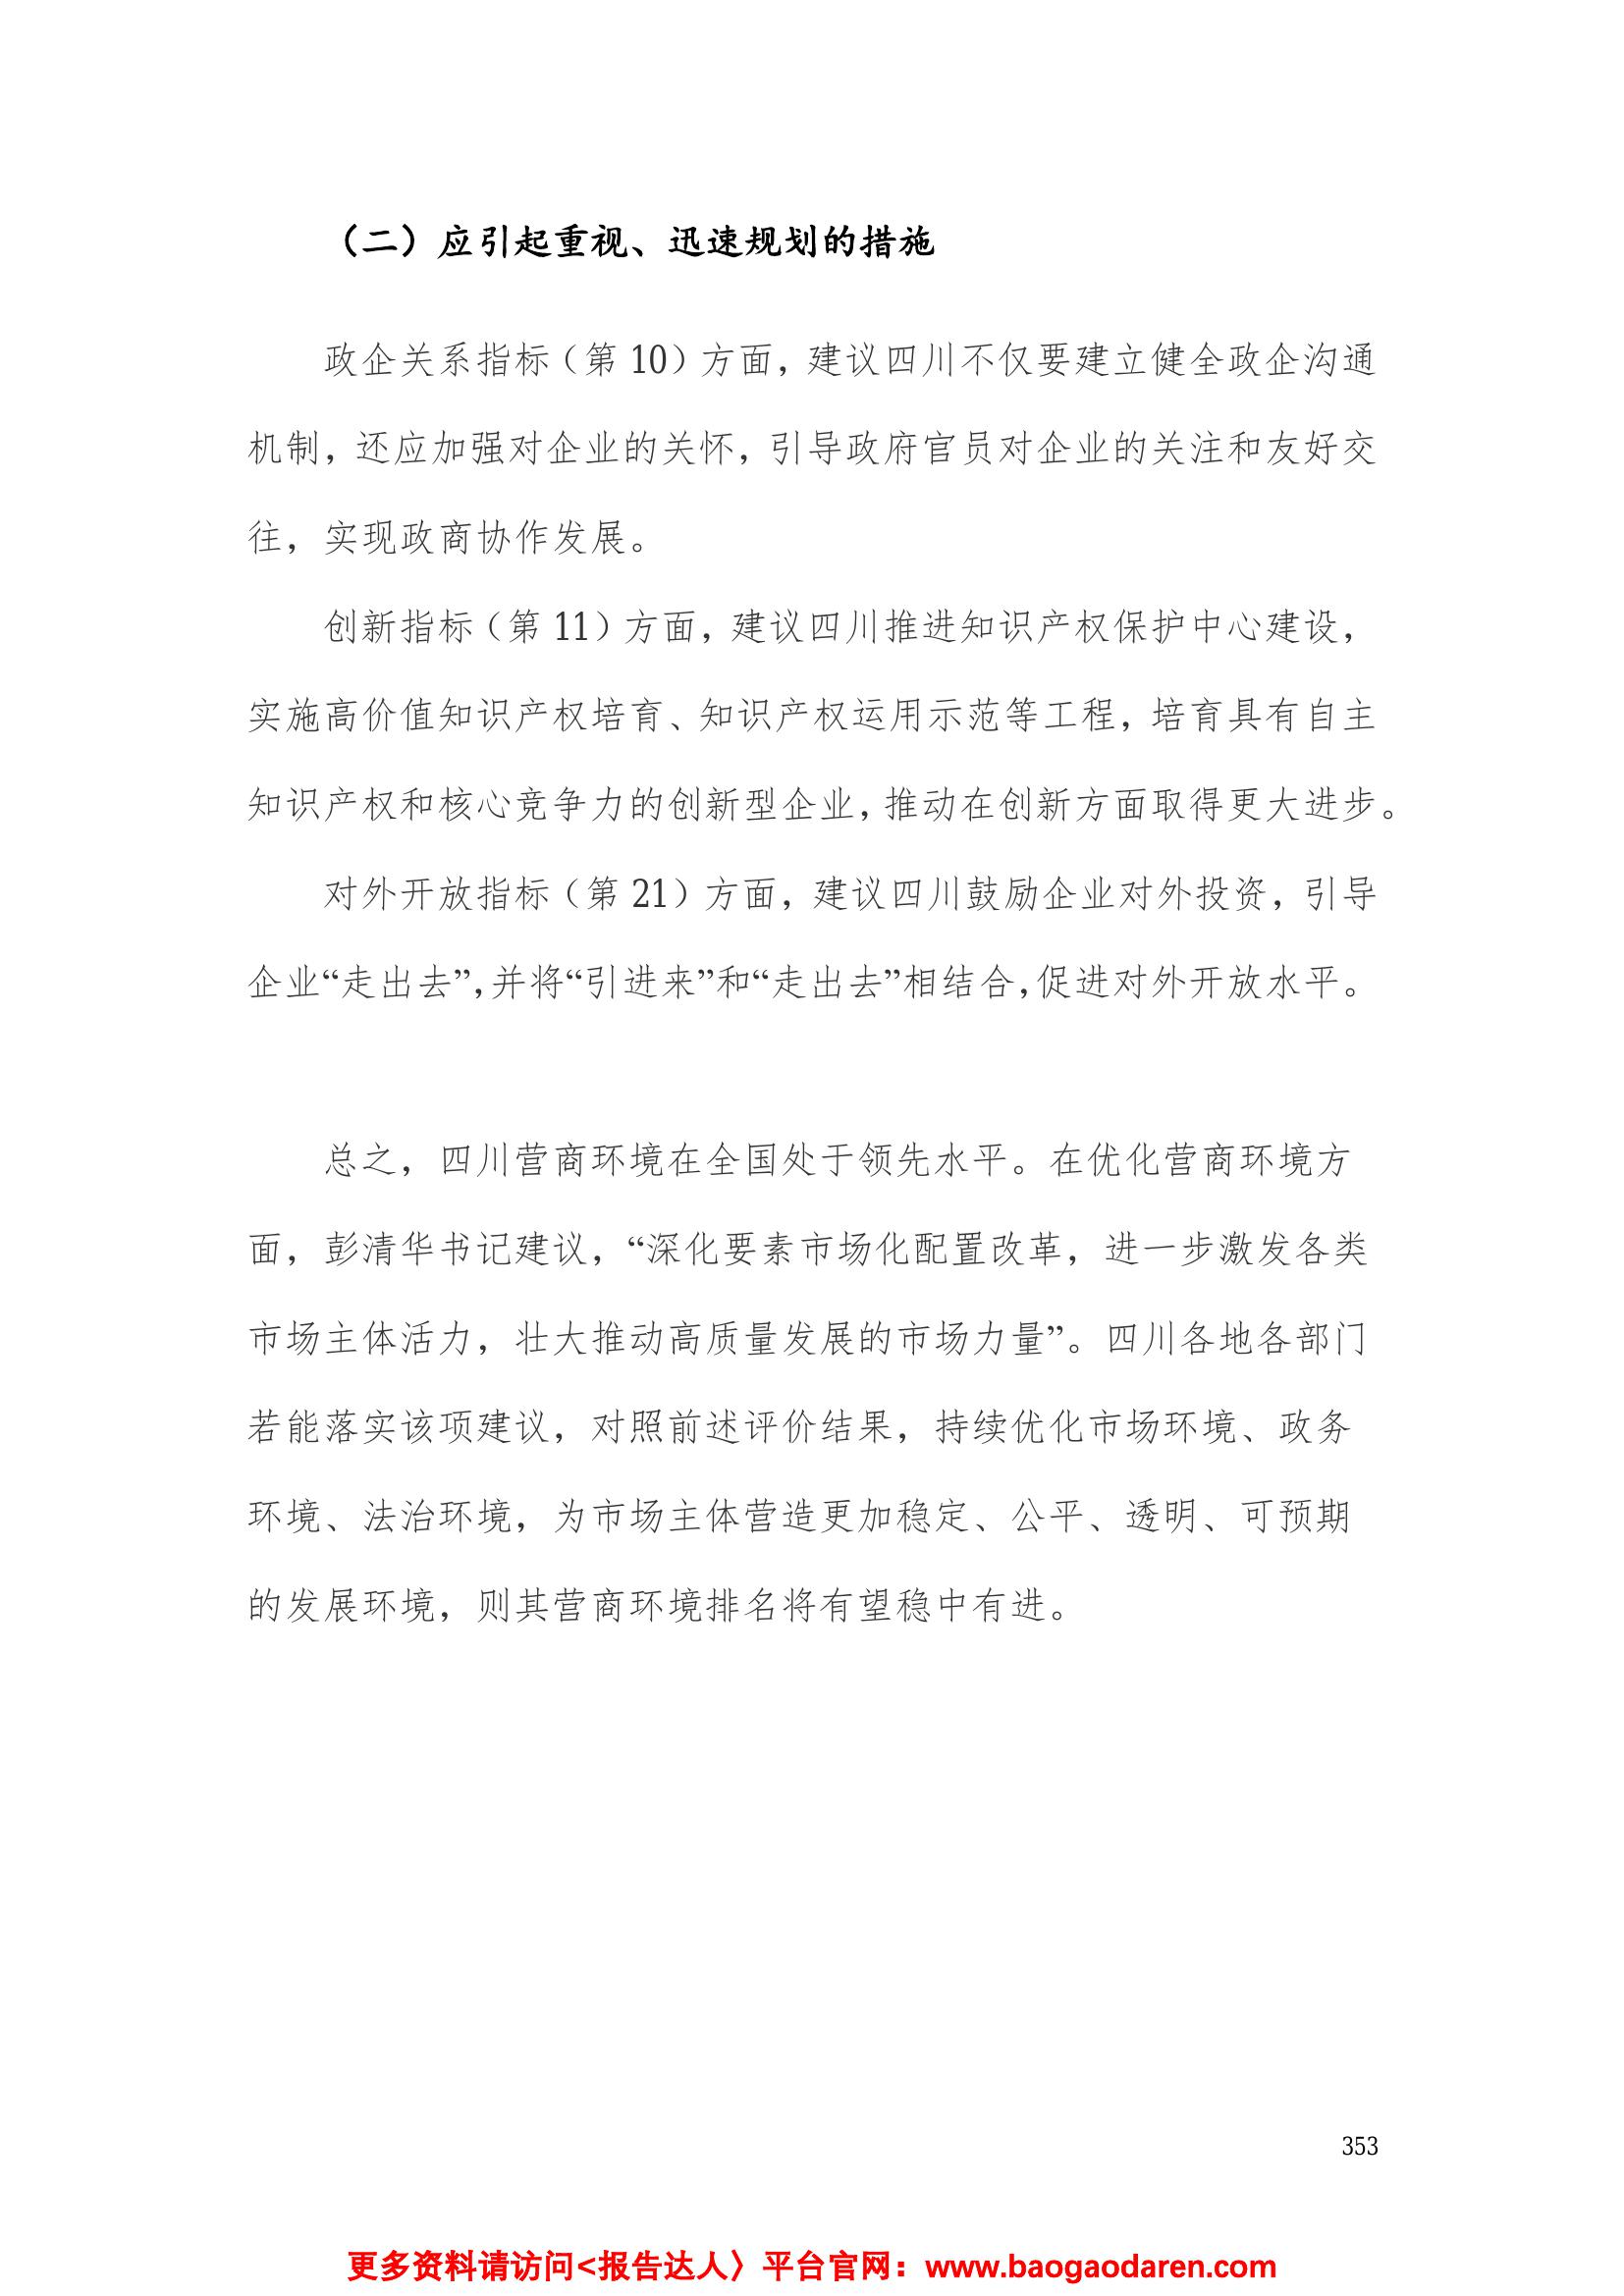 （二）应引起重视、迅速规划的措施
政企关系指标（第 10）方面，建议四川不仅要建立健全政企沟通
机制，还应加强对企业的关怀，引导政府官员对企业的关注和友好交
往，实现政商协作发展。
创新指标（第 11）方面，建议四川推进知识产权保护中心建设，
实施高价值知识产权培育、知识产权运用示范等工程，培育具有自主
知识产权和核心竞争力的创新型企业，推动在创新方面取得更大进步。
对外开放指标（第 21）方面，建议四川鼓励企业对外投资，引导
企业“走出去”，并将“引进来”和“走出去”相结合，促进对外开放水平。
总之，四川营商环境在全国处于领先水平。在优化营商环境方
面，彭清华书记建议，“深化要素市场化配置改革，进一步激发各类
市场主体活力，壮大推动高质量发展的市场力量”。四川各地各部门
若能落实该项建议，对照前述评价结果，持续优化市场环境、政务
环境、法治环境，为市场主体营造更加稳定、公平、透明、可预期
的发展环境，则其营商环境排名将有望稳中有进。
353
更多资料请访问<报告达人〉平台官网：www.baogaodaren.com